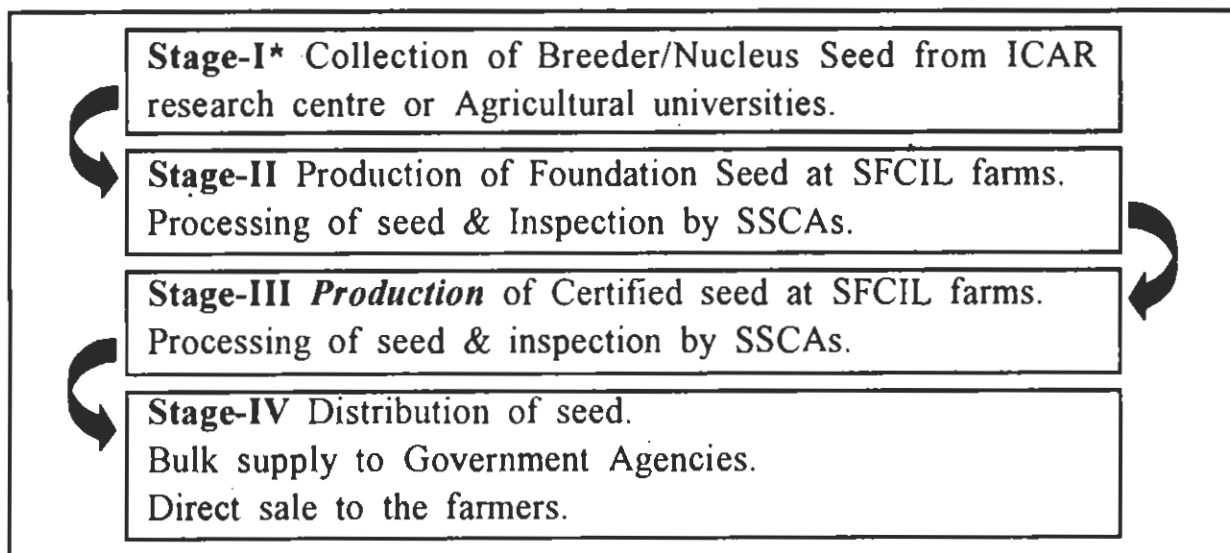 Stage-I* Collection of Breeder/Nucleus Seed from ICAR
research centre or Agricultural universities.
Stage-II Production of Foundation Seed at SFCIL farms.
Processing of seed & Inspection by SSCAs.
Stage-III Production of Certified seed at SFCIL farms.
Processing of seed & inspection by SSCAs.
Stage-IV Distribution of seed.
Bulk supply to Government Agencies.
Direct sale to the farmers.